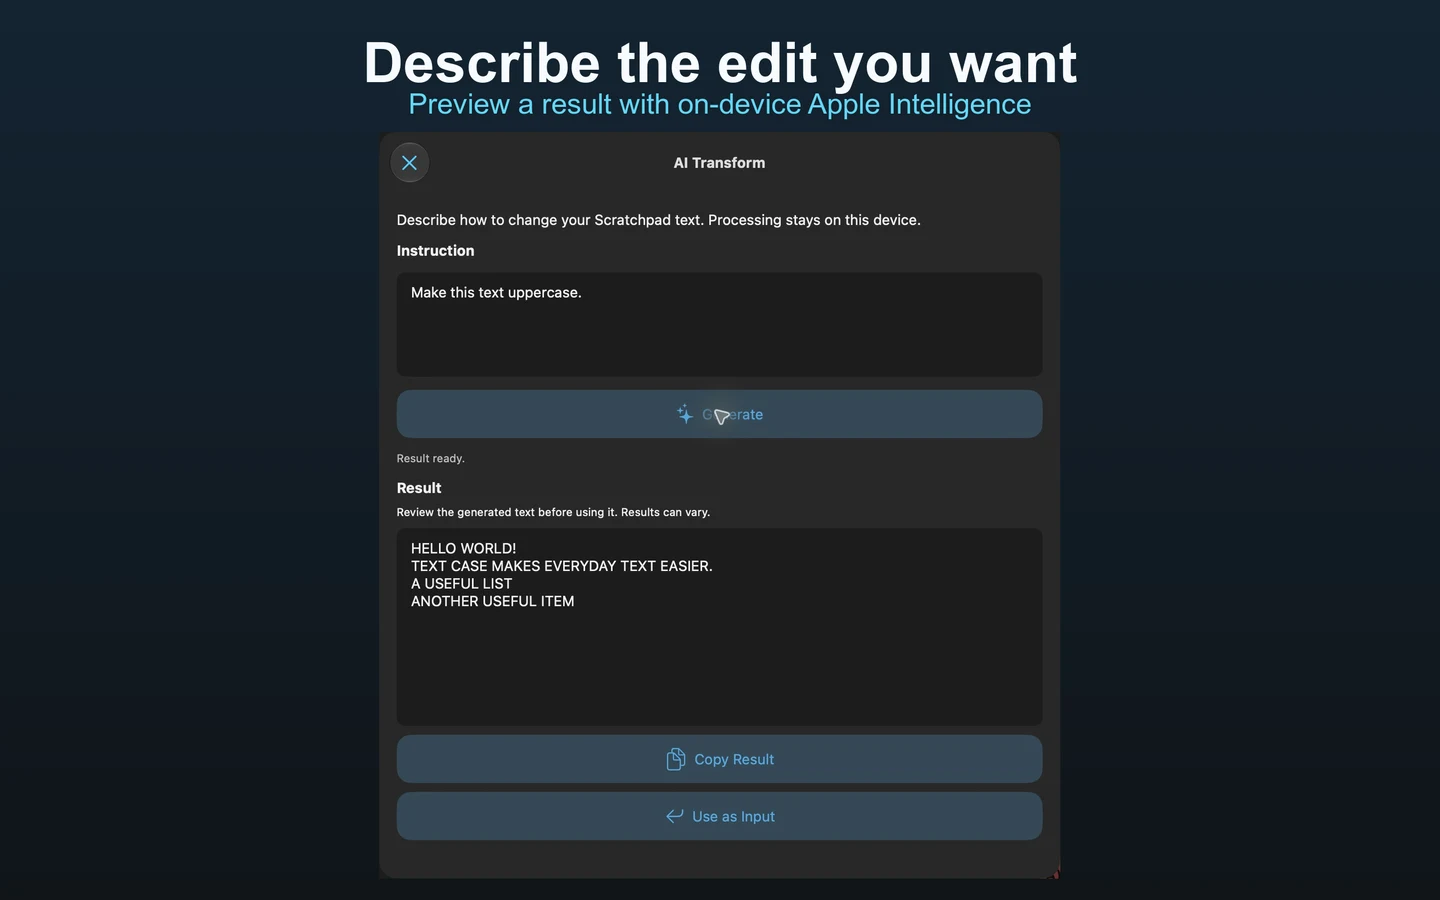 Describe the edit you want
Preview a result with on-device Apple Intelligence
AI Transform
Describe how to change your Scratchpad text. Processing stays on this device.
Instruction
Make this text uppercase.
Generate
Result ready.
Result
Review the generated text before using it. Results can vary.
HELLO WORLD!
TEXT CASE MAKES EVERYDAY TEXT EASIER.
A USEFUL LIST
ANOTHER USEFUL ITEM
Copy Result
Use as Input